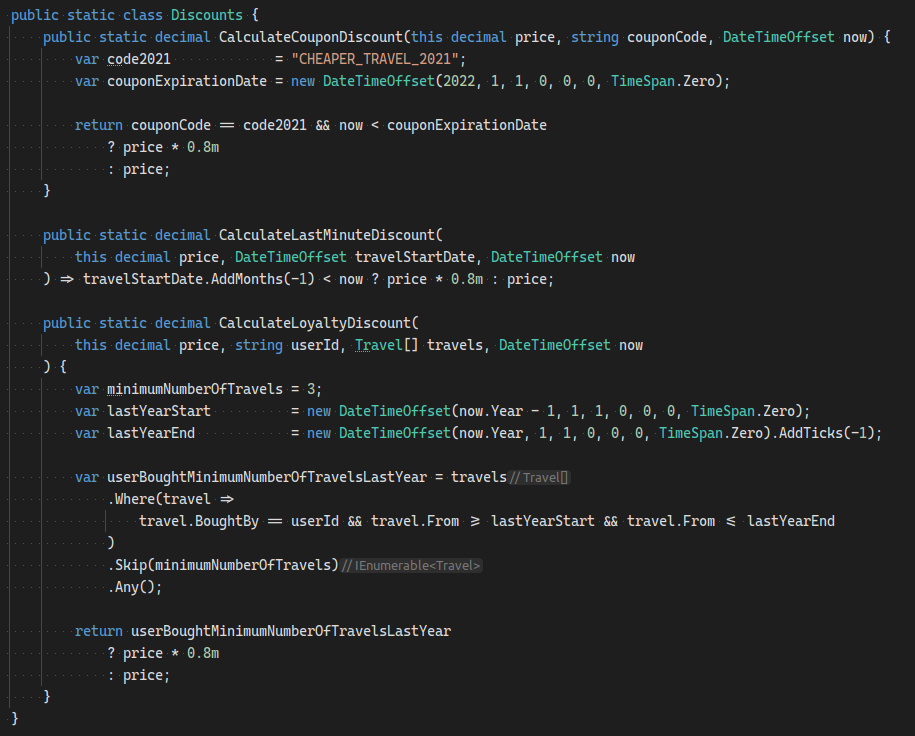 public static class Discounts {
    public static decimal CalculateCouponDiscount(this decimal price, string couponCode, DateTimeOffset now) {
        var code2021             = "CHEAPER_TRAVEL_2021";
        var couponExpirationDate = new DateTimeOffset(2022, 1, 1, 0, 0, 0, TimeSpan.Zero);

        return couponCode == code2021 && now < couponExpirationDate
            ? price * 0.8m
            : price;
    }

    public static decimal CalculateLastMinuteDiscount(
        this decimal price, DateTimeOffset travelStartDate, DateTimeOffset now
    ) => travelStartDate.AddMonths(-1) < now ? price * 0.8m : price;

    public static decimal CalculateLoyaltyDiscount(
        this decimal price, string userId, Travel[] travels, DateTimeOffset now
    ) {
        var minimumNumberOfTravels = 3;
        var lastYearStart          = new DateTimeOffset(now.Year - 1, 1, 1, 0, 0, 0, TimeSpan.Zero);
        var lastYearEnd            = new DateTimeOffset(now.Year, 1, 1, 0, 0, 0, TimeSpan.Zero).AddTicks(-1);

        var userBoughtMinimumNumberOfTravelsLastYear = travels // Travel[]
            .Where(travel =>
                travel.BoughtBy == userId && travel.From >= lastYearStart && travel.From <= lastYearEnd
            )
            .Skip(minimumNumberOfTravels) // IEnumerable<Travel>
            .Any();

        return userBoughtMinimumNumberOfTravelsLastYear
            ? price * 0.8m
            : price;
    }
}